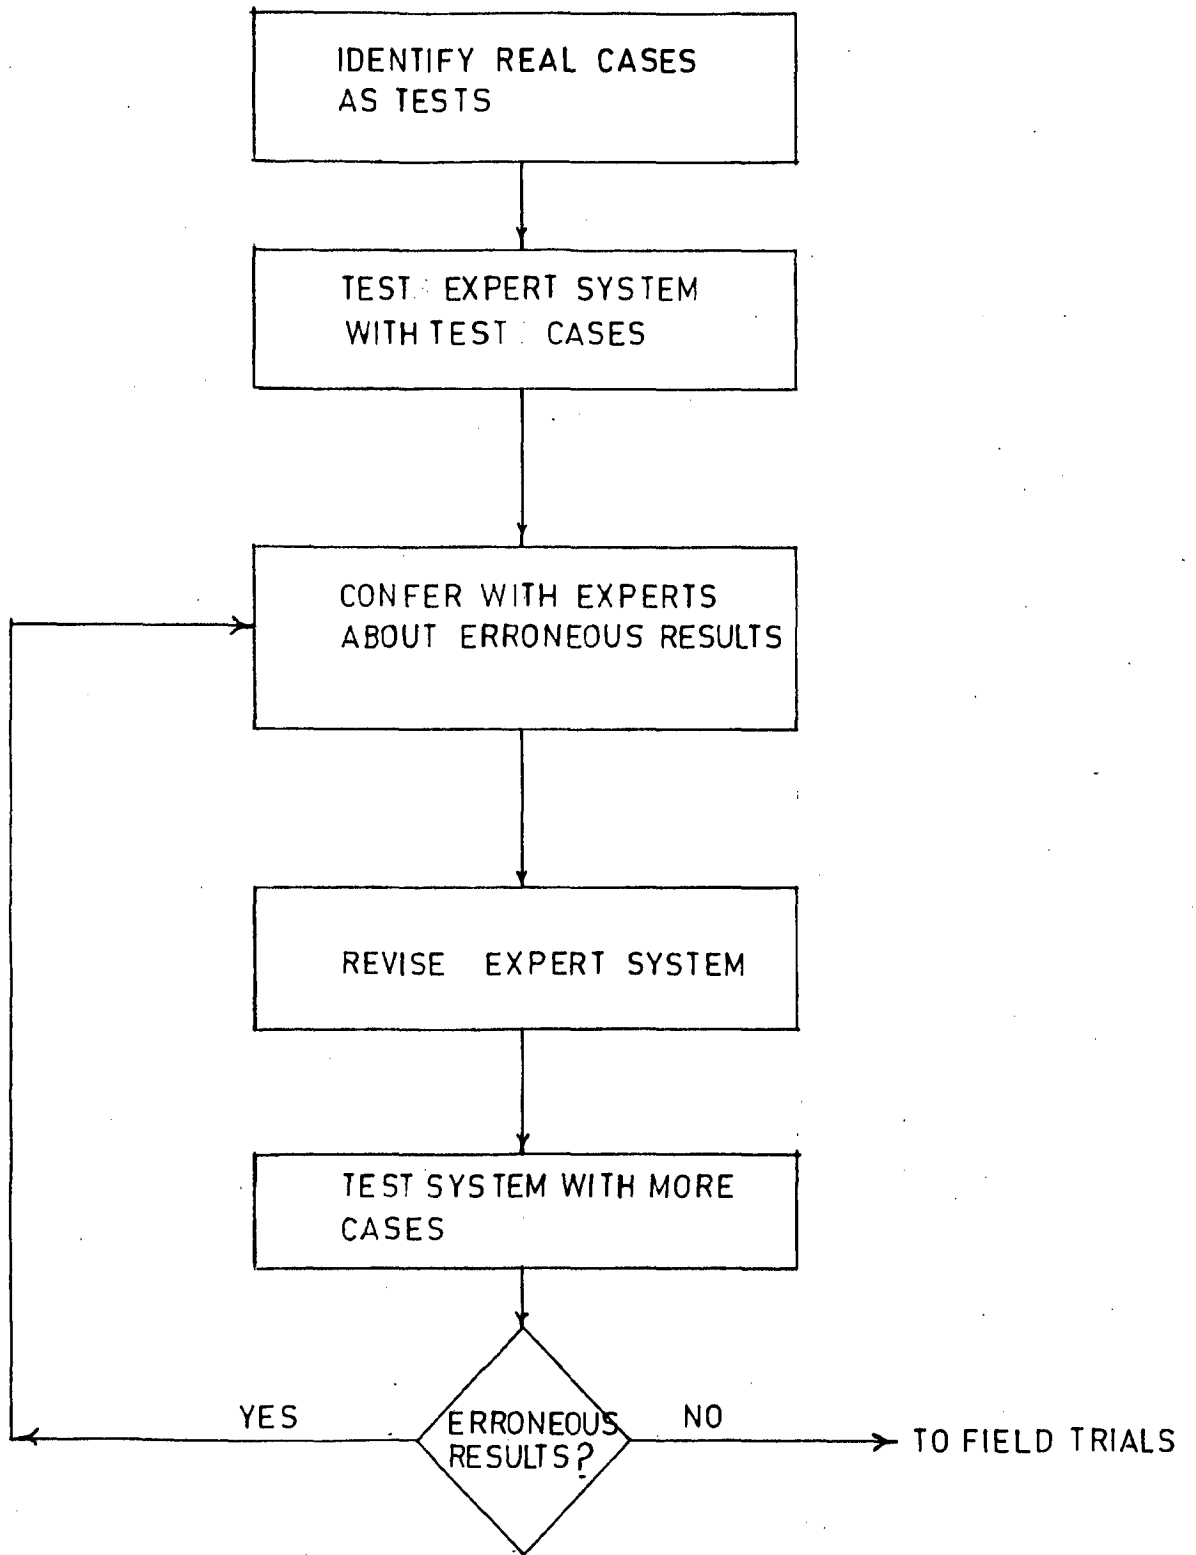 IDENTIFY REAL CASES
AS TESTS
TEST EXPERT SYSTEM
WITH TEST CASES
CONFER WITH EXPERTS
ABOUT ERRONEOUS RESULTS
REVISE EXPERT SYSTEM
TEST SYSTEM WITH MORE
CASES
YES
ERRONEOUS
RESULTS?
NO
TO FIELD TRIALS